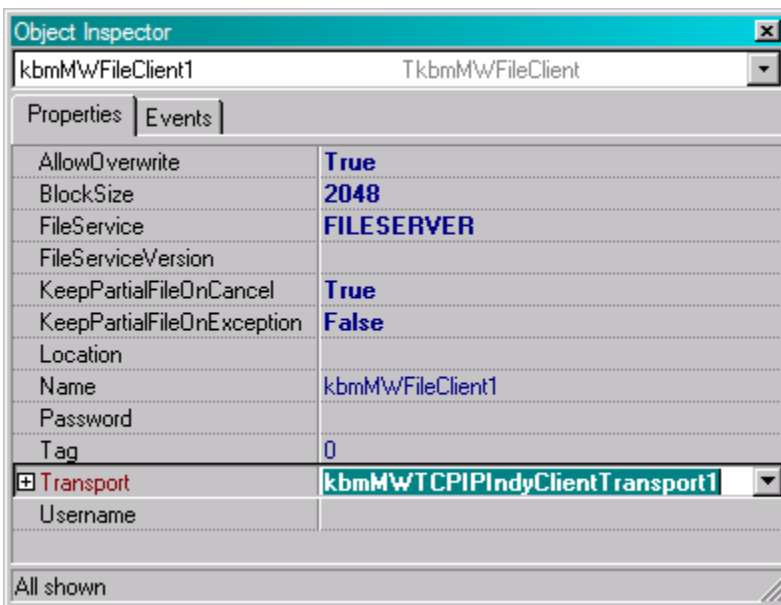 Object Inspector
kbmMWFileClient1 TkbmMWFileClient
Properties Events
AllowOverwrite True
BlockSize 2048
FileService FILESERVER
FileServiceVersion
KeepPartialFileOnCancel True
KeepPartialFileOnException False
Location
Name kbmMWFileClient1
Password
Tag 0
Transport kbmMWTCPIPIndyClientTransport1
Username
All shown